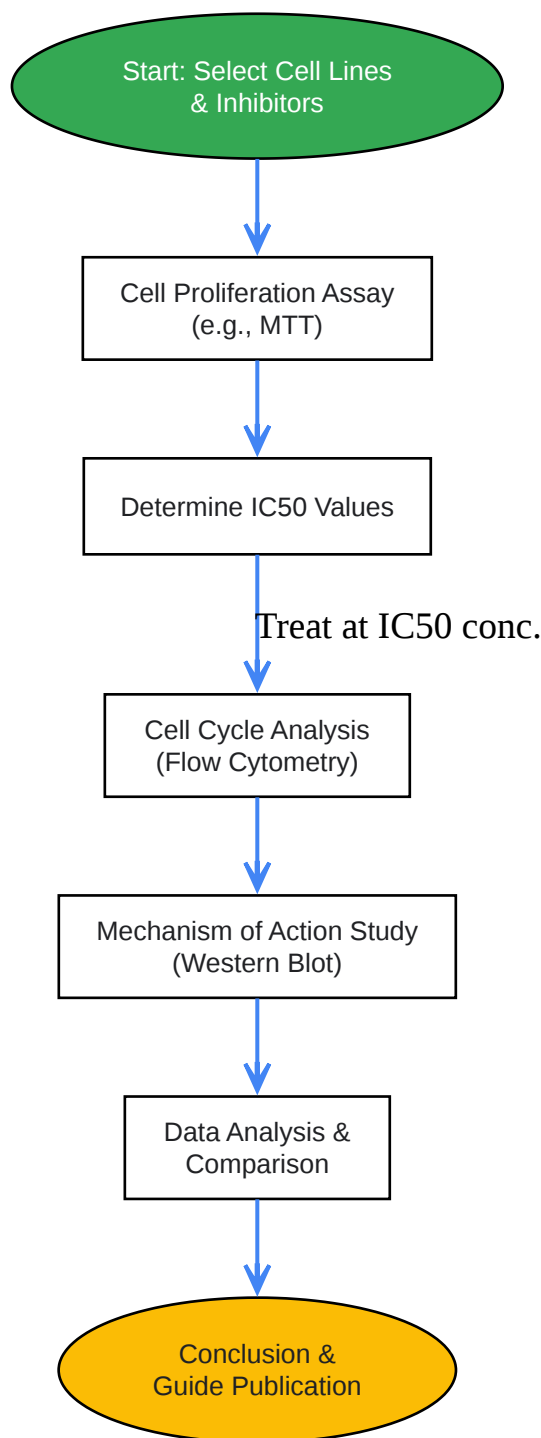 Start: Select Cell Lines
& Inhibitors
Cell Proliferation Assay
(e.g., MTT)
Determine IC50 Values
Treat at IC50 conc.
Cell Cycle Analysis
(Flow Cytometry)
Mechanism of Action Study
(Western Blot)
Data Analysis &
Comparison
Conclusion &
Guide Publication